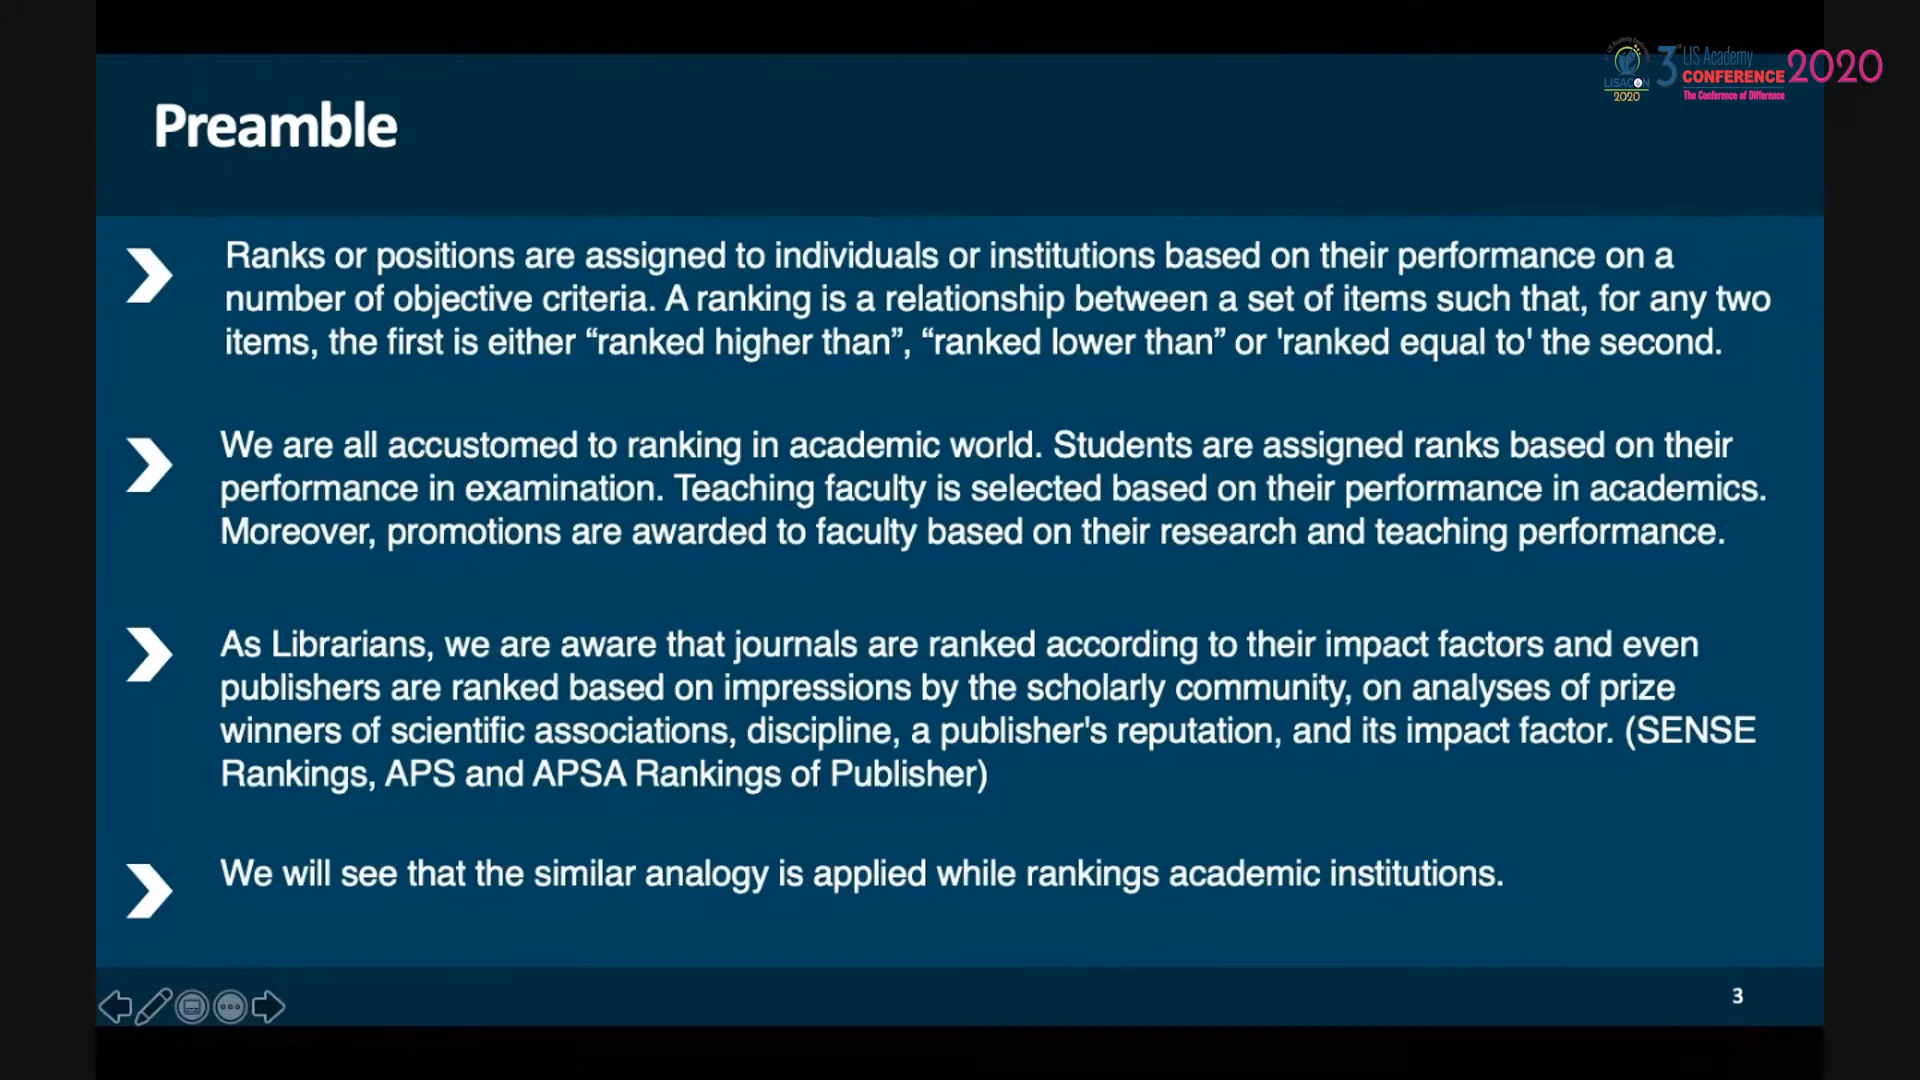 3rd LIS Academy
CONFERENCE 2020
The Conference of Difference
LISACON
2020
Preamble
Ranks or positions are assigned to individuals or institutions based on their performance on a
number of objective criteria. A ranking is a relationship between a set of items such that, for any two
items, the first is either “ranked higher than”, “ranked lower than” or 'ranked equal to' the second.
We are all accustomed to ranking in academic world. Students are assigned ranks based on their
performance in examination. Teaching faculty is selected based on their performance in academics.
Moreover, promotions are awarded to faculty based on their research and teaching performance.
As Librarians, we are aware that journals are ranked according to their impact factors and even
publishers are ranked based on impressions by the scholarly community, on analyses of prize
winners of scientific associations, discipline, a publisher's reputation, and its impact factor. (SENSE
Rankings, APS and APSA Rankings of Publisher)
We will see that the similar analogy is applied while rankings academic institutions.
3